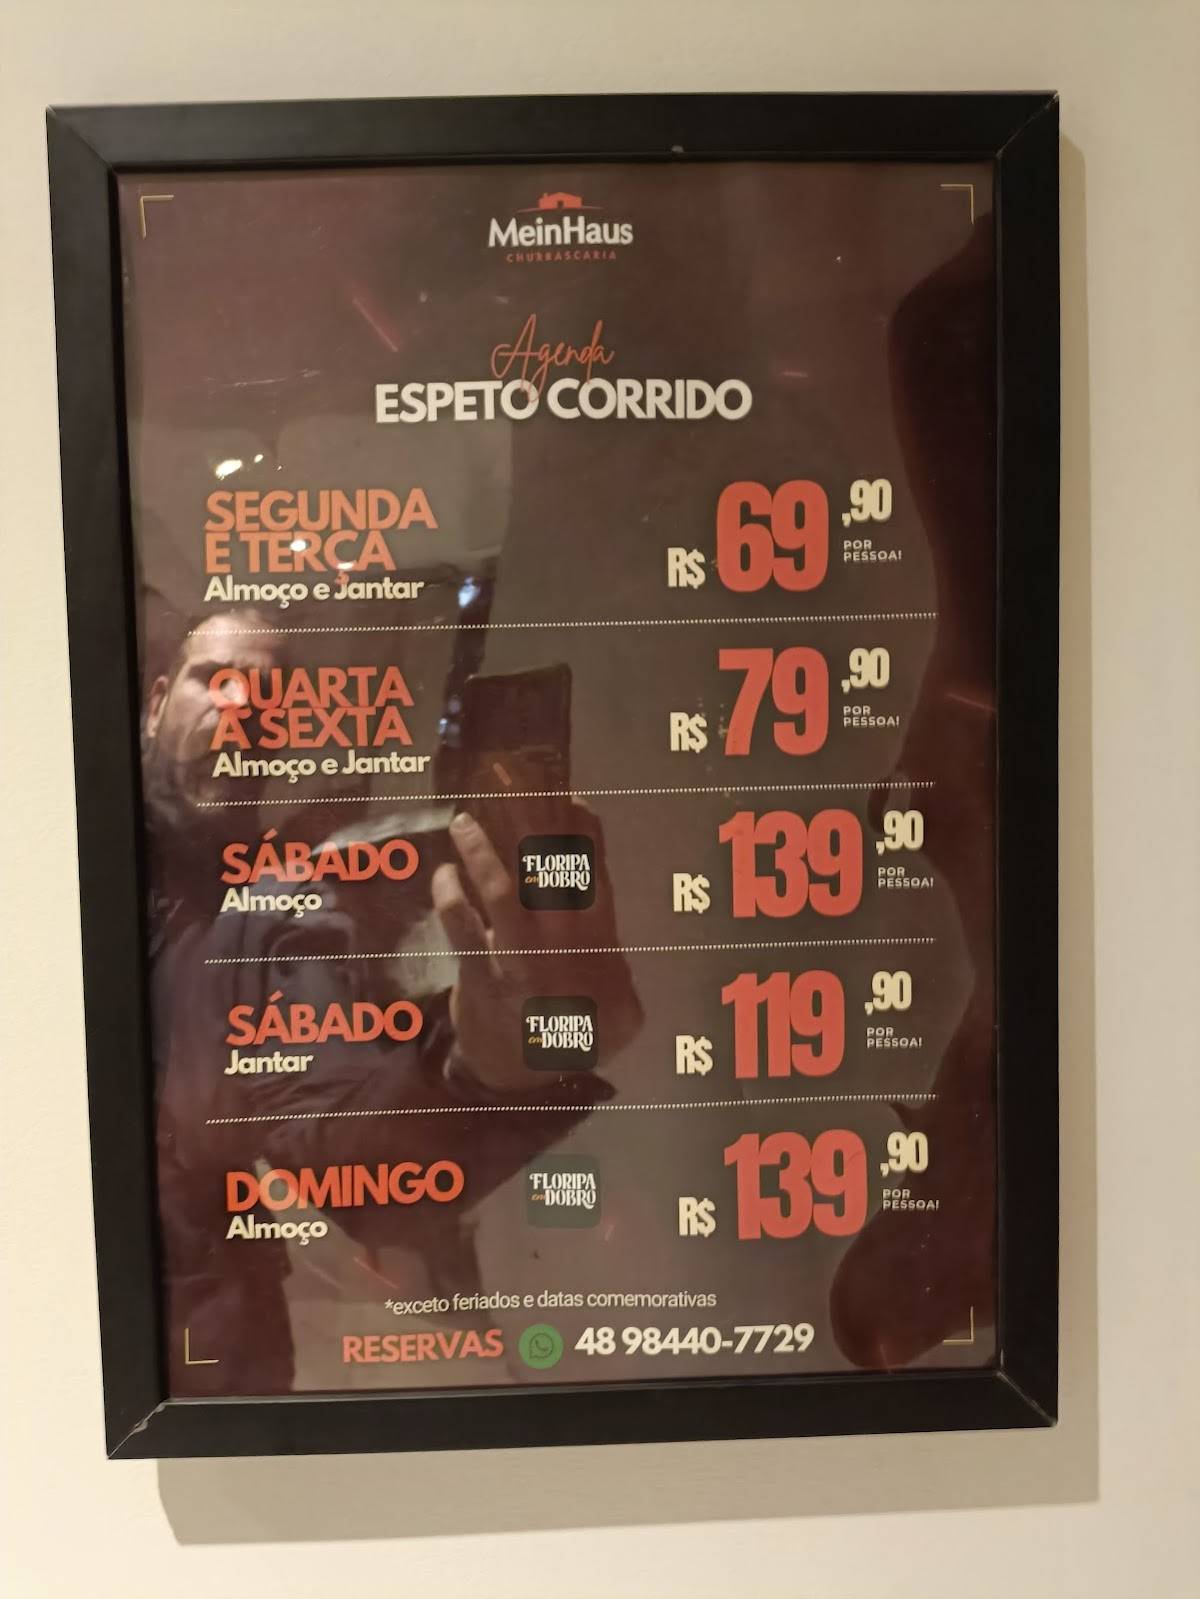 MeinHaus
CHURRASCARIA
Agenda
ESPETO CORRIDO
SEGUNDA
E TERÇA
Almoço e Jantar
R$ 69,90
POR
PESSOA!
QUARTA
A SEXTA
Almoço e Jantar
R$ 79,90
POR
PESSOA!
SÁBADO
Almoço
FLORIPA
em DOBRO
R$ 139,90
POR
PESSOA!
SÁBADO
Jantar
FLORIPA
em DOBRO
R$ 119,90
POR
PESSOA!
DOMINGO
Almoço
FLORIPA
em DOBRO
R$ 139,90
POR
PESSOA!
*exceto feriados e datas comemorativas
RESERVAS 48 98440-7729